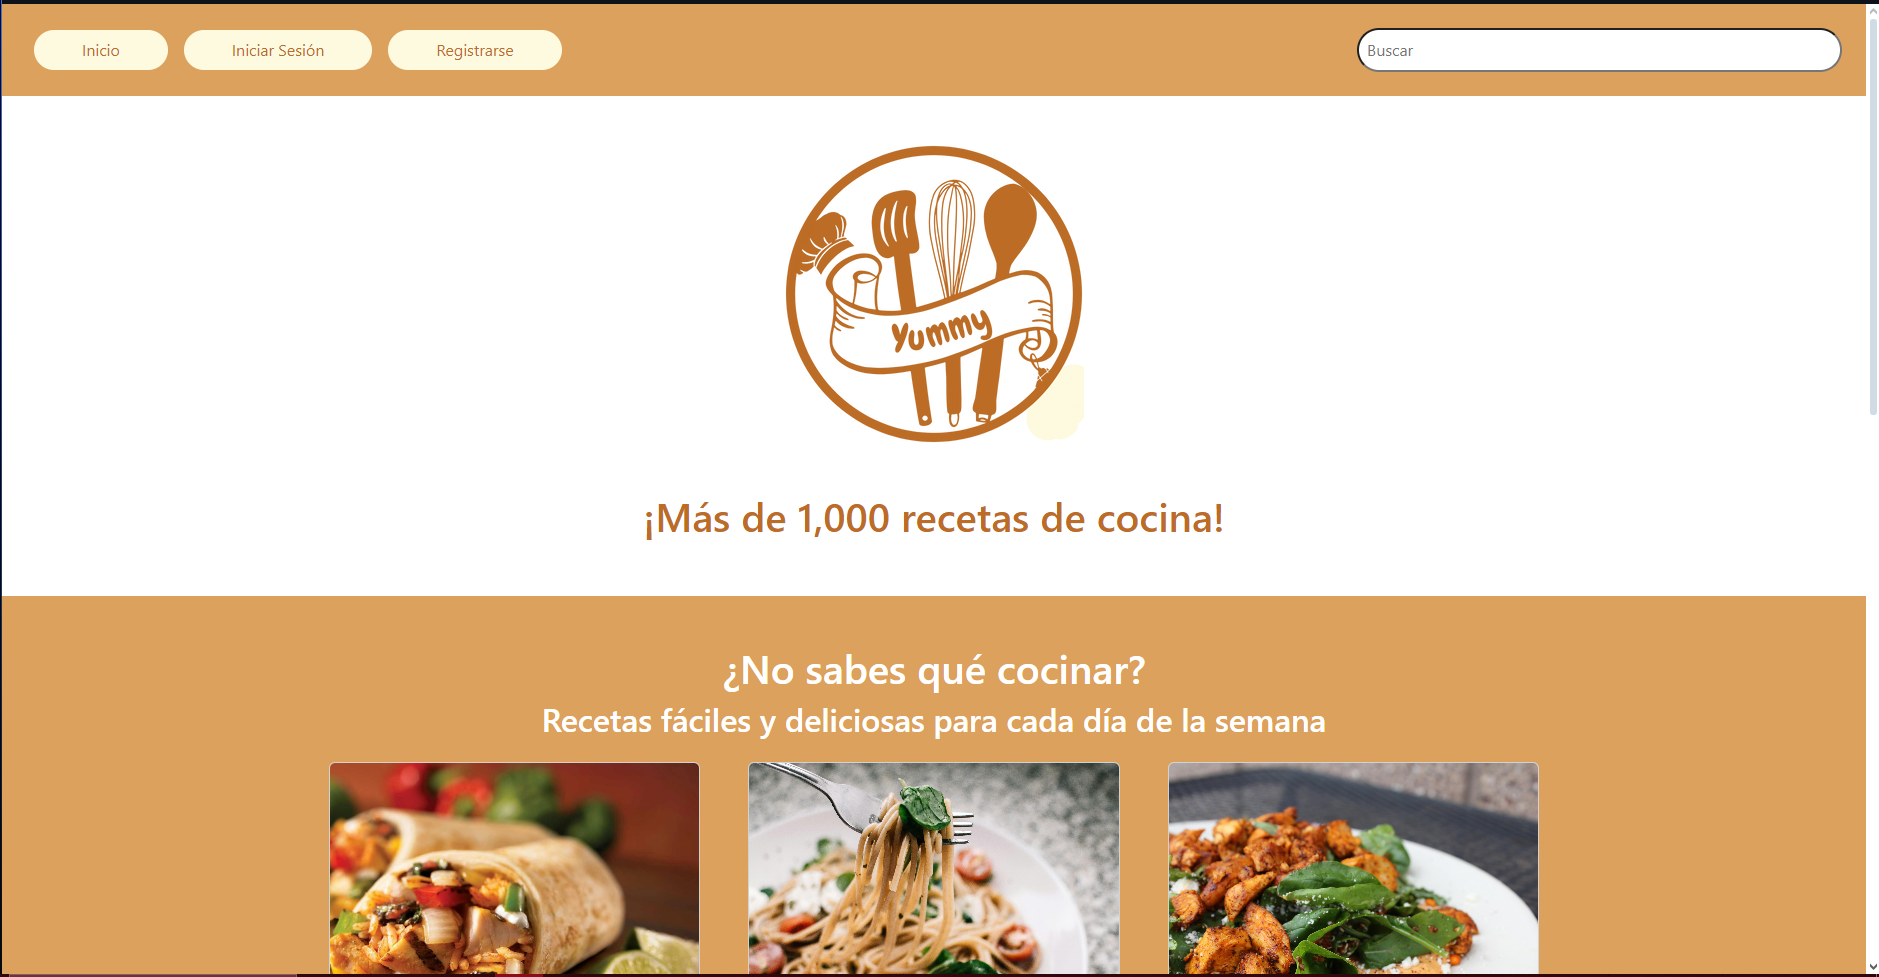 Inicio
Iniciar Sesión
Registrarse
Buscar
Yummy
¡Más de 1,000 recetas de cocina!
¿No sabes qué cocinar?
Recetas fáciles y deliciosas para cada día de la semana